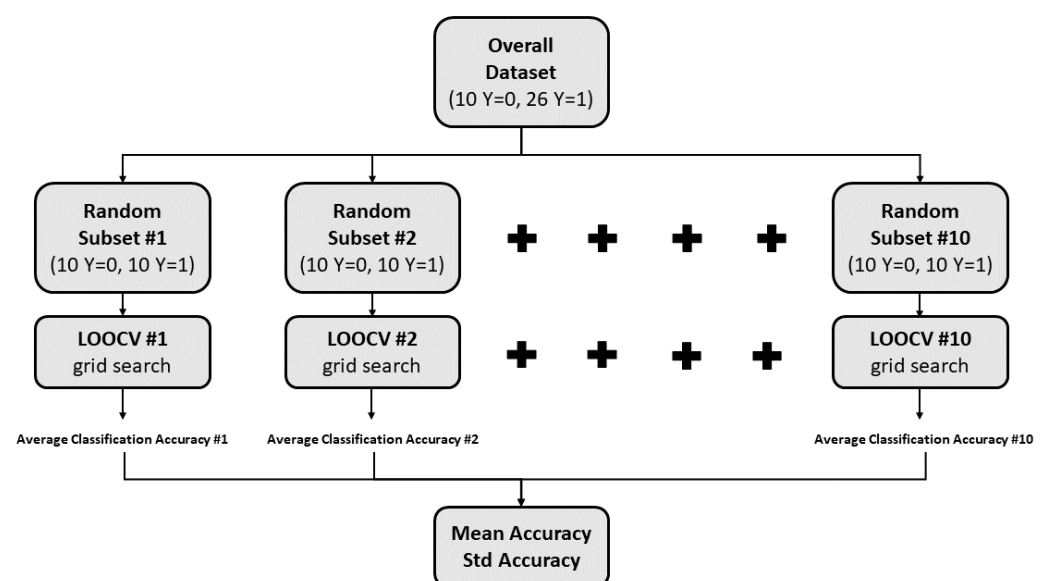 Overall
Dataset
(10 Y=0, 26 Y=1)
Random
Subset #1
(10 Y=0, 10 Y=1)
Random
Subset #2
(10 Y=0, 10 Y=1)
Random
Subset #10
(10 Y=0, 10 Y=1)
LOOCV #1
grid search
LOOCV #2
grid search
LOOCV #10
grid search
Average Classification Accuracy #1
Average Classification Accuracy #2
Average Classification Accuracy #10
Mean Accuracy
Std Accuracy